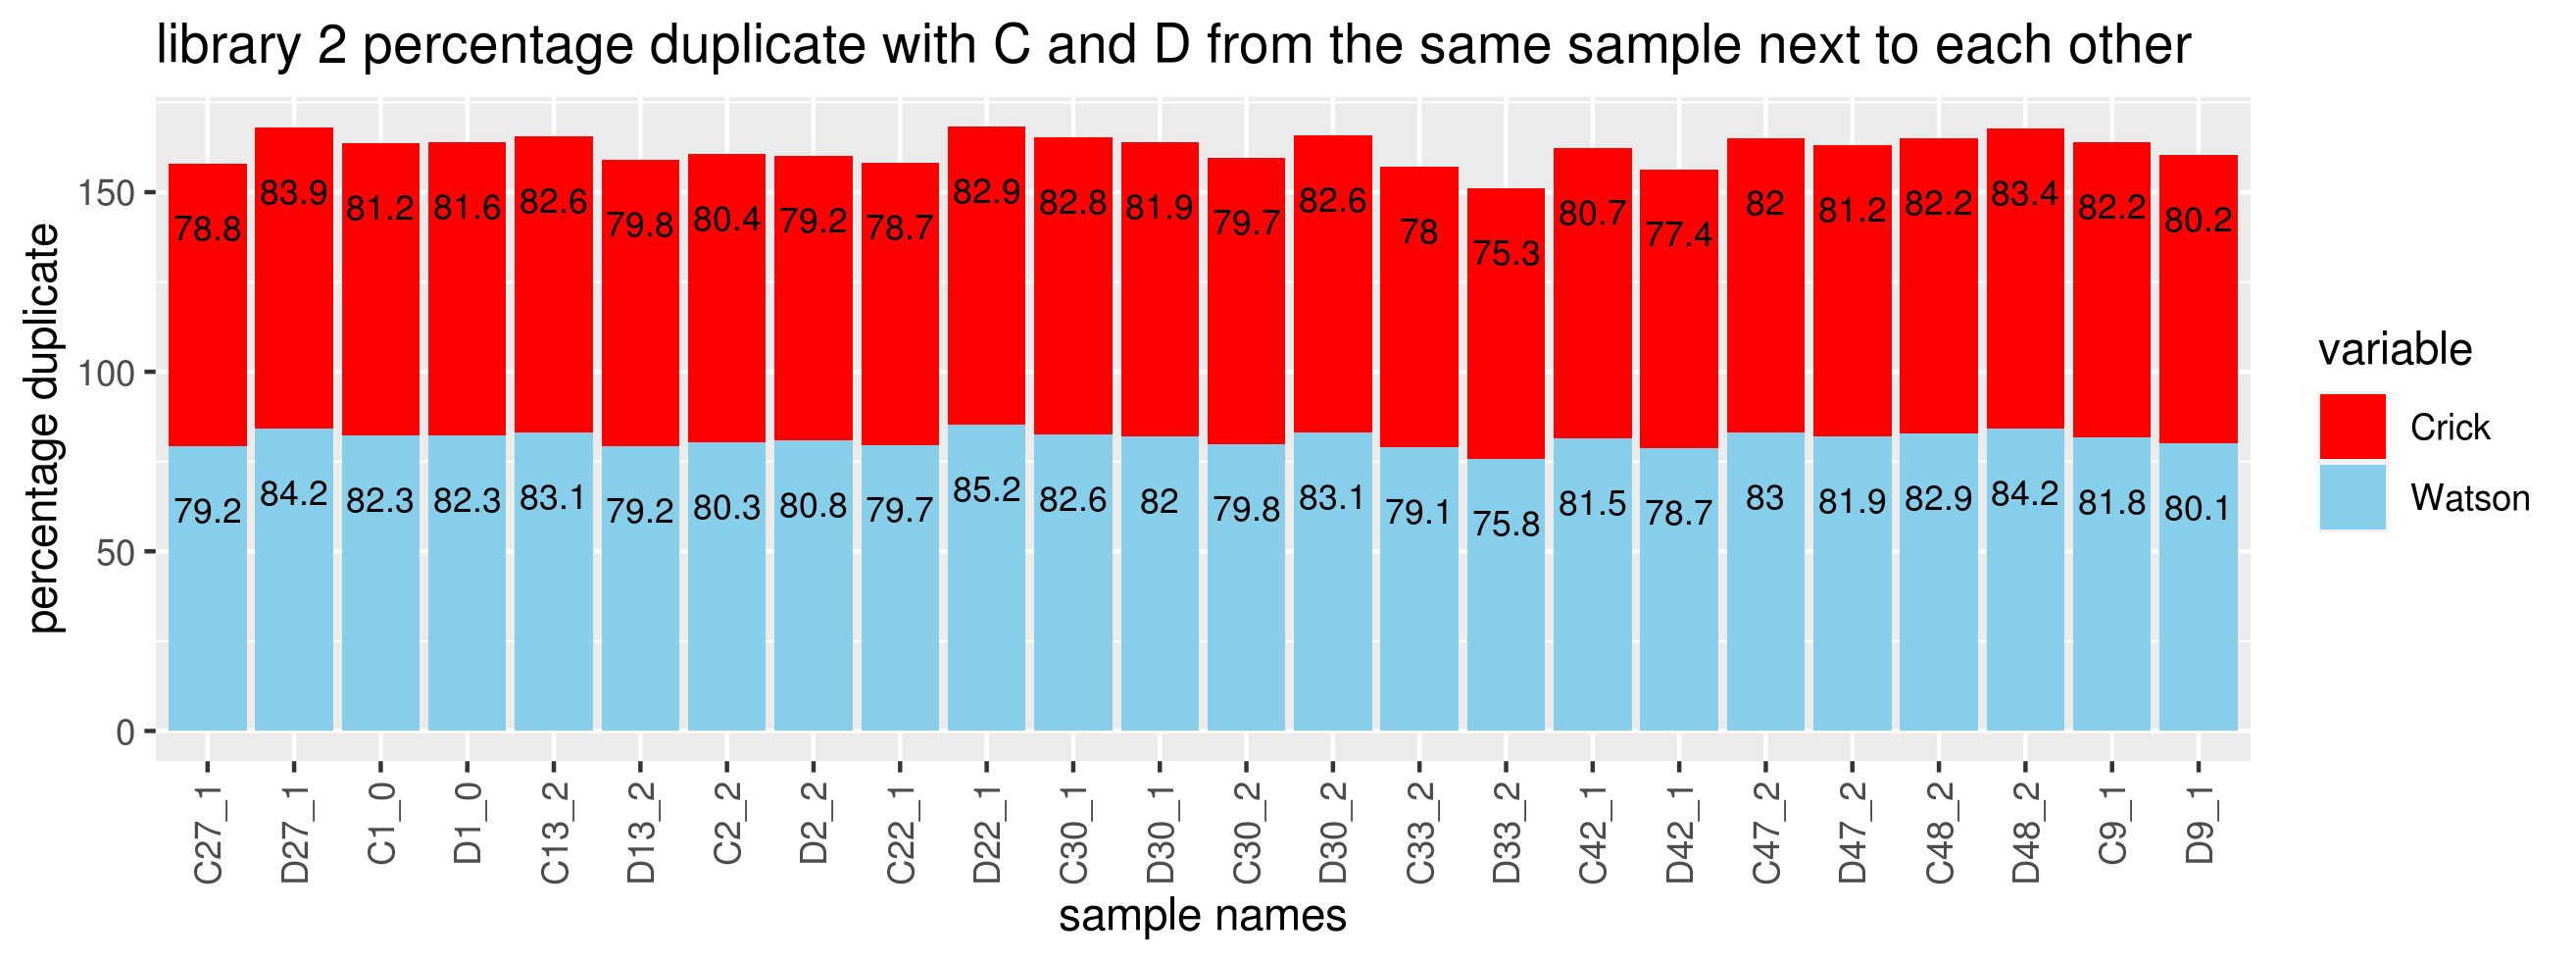 library 2 percentage duplicate with C and D from the same sample next to each other
percentage duplicate
150
100
50
0
78.8 83.9 81.2 81.6 82.6 79.8 80.4 79.2 78.7 82.9 82.8 81.9 79.7 82.6 78 75.3 80.7 77.4 82 81.2 82.2 83.4 82.2 80.2
79.2 84.2 82.3 82.3 83.1 79.2 80.3 80.8 79.7 85.2 82.6 82 79.8 83.1 79.1 75.8 81.5 78.7 83 81.9 82.9 84.2 81.8 80.1
C27_1 D27_1 C1_0 D1_0 C13_2 D13_2 C2_2 D2_2 C22_1 D22_1 C30_1 D30_1 C30_2 D30_2 C33_2 D33_2 C42_1 D42_1 C47_2 D47_2 C48_2 D48_2 C9_1 D9_1
sample names
variable
Crick
Watson